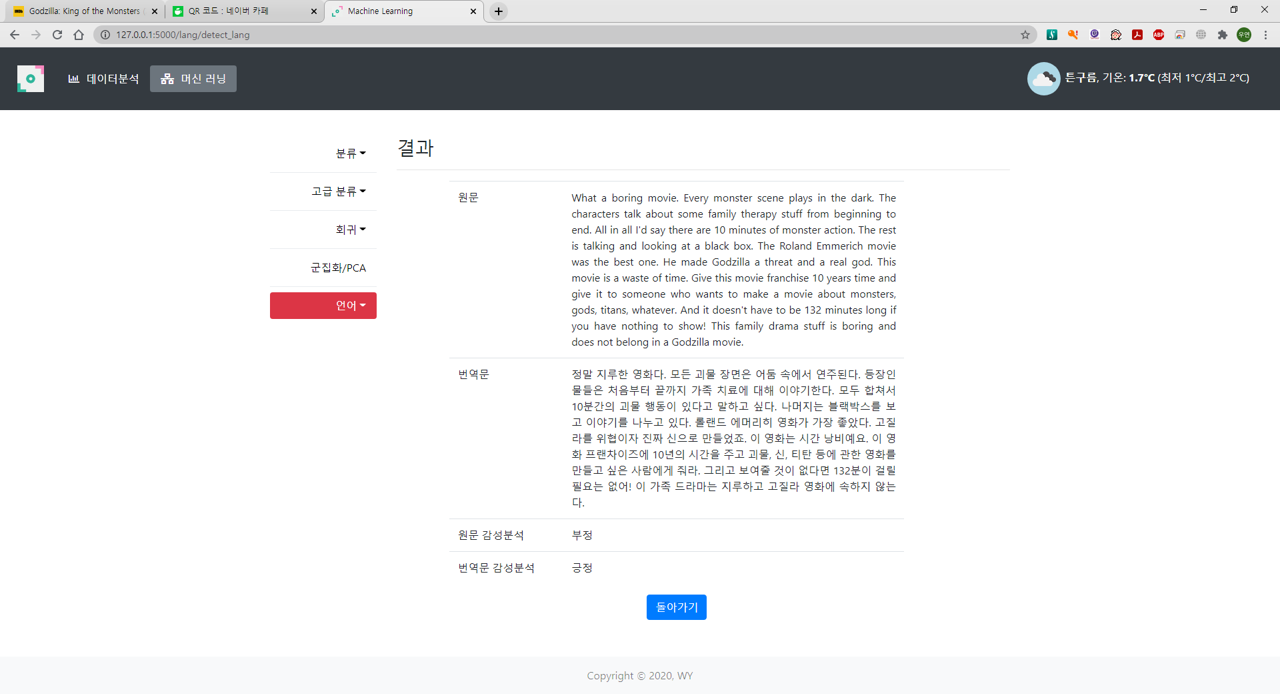 Godzilla: King of the Monsters
QR 코드 : 네이버 카페
Machine Learning
127.0.0.1:5000/lang/detect_lang
ABP
우연
데이터분석
머신 러닝
튼구름, 기온: 1.7°C (최저 1°C/최고 2°C)
분류
고급 분류
회귀
군집화/PCA
언어
결과
원문
What a boring movie. Every monster scene plays in the dark. The
characters talk about some family therapy stuff from beginning to
end. All in all I'd say there are 10 minutes of monster action. The rest
is talking and looking at a black box. The Roland Emmerich movie
was the best one. He made Godzilla a threat and a real god. This
movie is a waste of time. Give this movie franchise 10 years time and
give it to someone who wants to make a movie about monsters,
gods, titans, whatever. And it doesn't have to be 132 minutes long if
you have nothing to show! This family drama stuff is boring and
does not belong in a Godzilla movie.
번역문
정말 지루한 영화다. 모든 괴물 장면은 어둠 속에서 연주된다. 등장인
물들은 처음부터 끝까지 가족 치료에 대해 이야기한다. 모두 합쳐서
10분간의 괴물 행동이 있다고 말하고 싶다. 나머지는 블랙박스를 보
고 이야기를 나누고 있다. 롤랜드 에머리히 영화가 가장 좋았다. 고질
라를 위협이자 진짜 신으로 만들었죠. 이 영화는 시간 낭비예요. 이 영
화 프랜차이즈에 10년의 시간을 주고 괴물, 신, 티탄 등에 관한 영화를
만들고 싶은 사람에게 줘라. 그리고 보여줄 것이 없다면 132분이 걸릴
필요는 없어! 이 가족 드라마는 지루하고 고질라 영화에 속하지 않는
다.
원문 감성분석
부정
번역문 감성분석
긍정
돌아가기
Copyright © 2020, WY